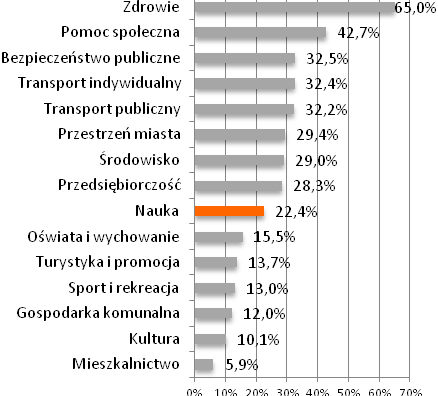 Zdrowie 65,0%
Pomoc społeczna 42,7%
Bezpieczeństwo publiczne 32,5%
Transport indywidualny 32,4%
Transport publiczny 32,2%
Przestrzeń miasta 29,4%
Środowisko 29,0%
Przedsiębiorczość 28,3%
Nauka 22,4%
Oświata i wychowanie 15,5%
Turystyka i promocja 13,7%
Sport i rekreacja 13,0%
Gospodarka komunalna 12,0%
Kultura 10,1%
Mieszkalnictwo 5,9%
0% 10% 20% 30% 40% 50% 60% 70%